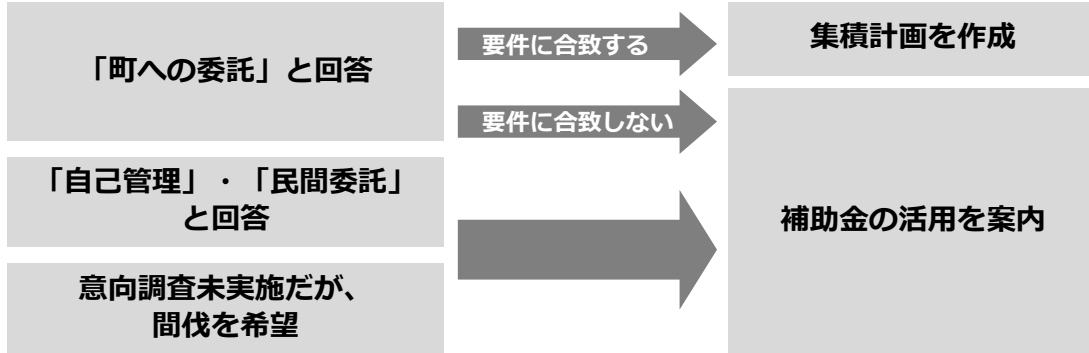 「町への委託」と回答
要件に合致する
集積計画を作成
要件に合致しない
「自己管理」・「民間委託」
と回答
補助金の活用を案内
意向調査未実施だが、
間伐を希望